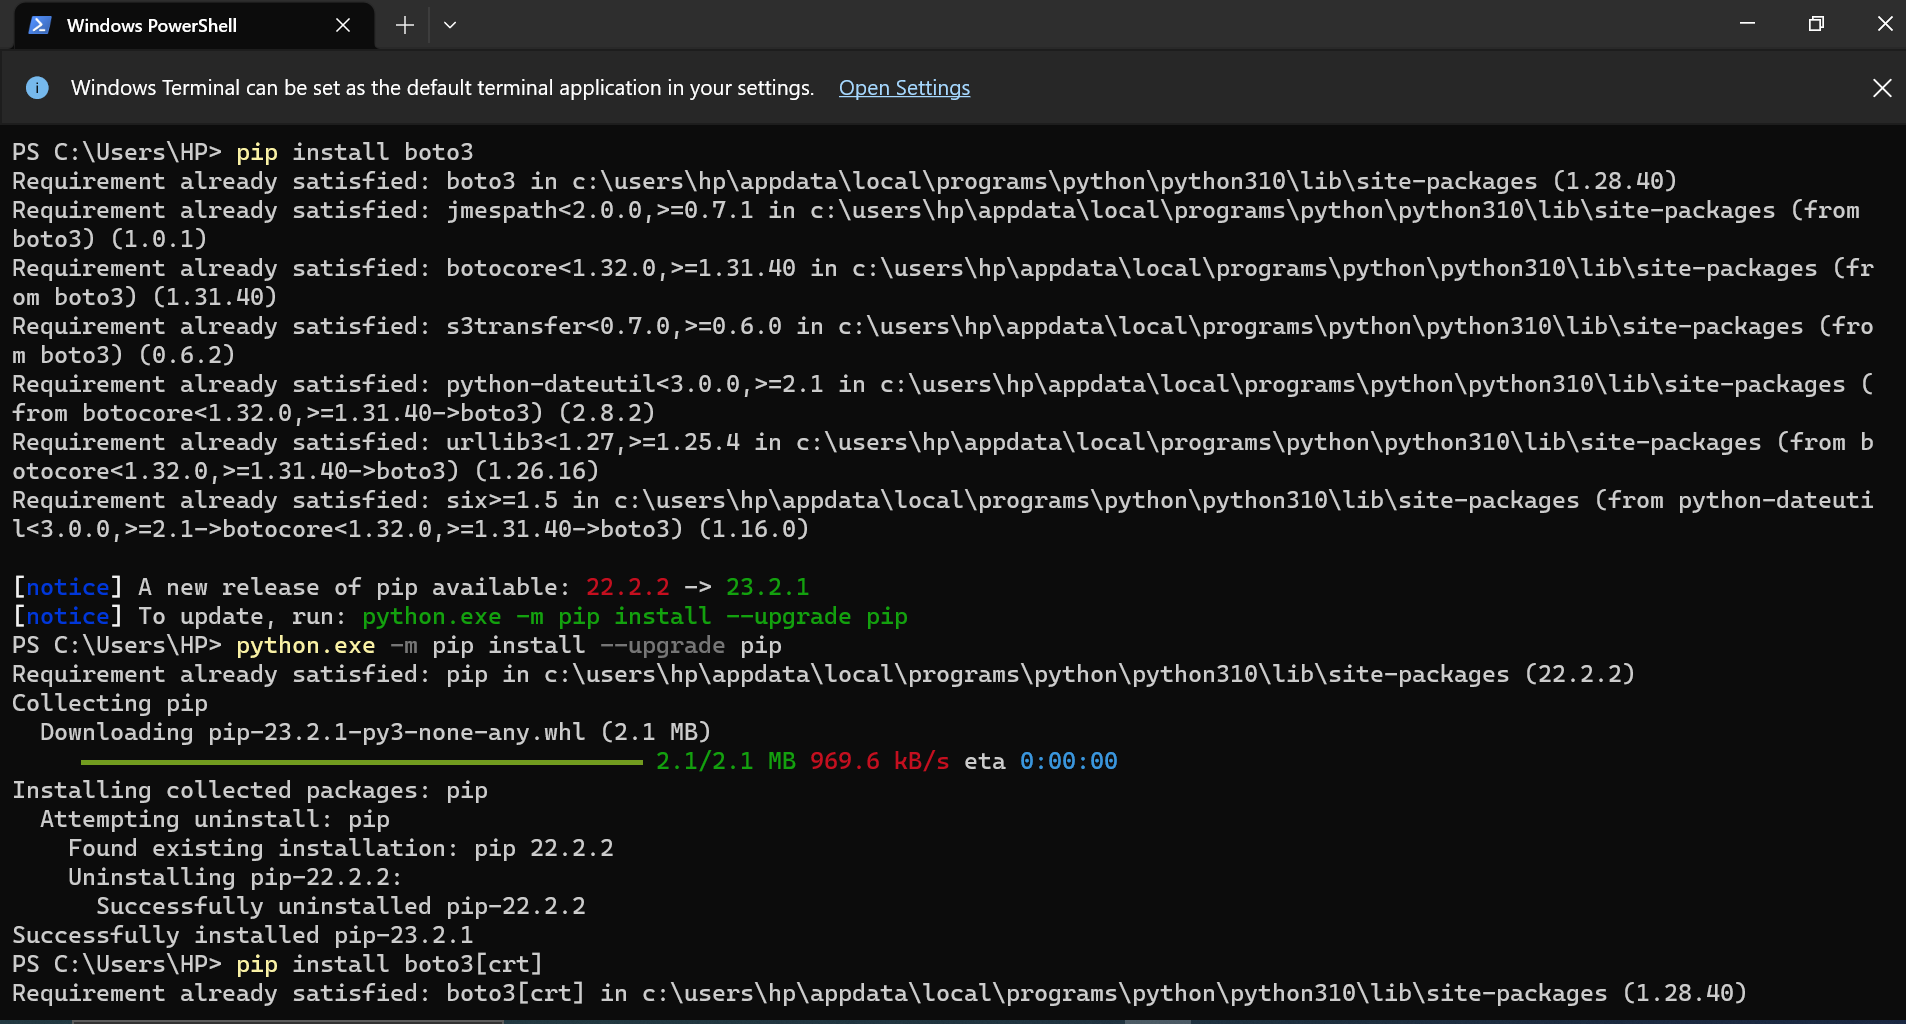 Windows PowerShell
Windows Terminal can be set as the default terminal application in your settings. Open Settings
PS C:\Users\HP> pip install boto3
Requirement already satisfied: boto3 in c:\users\hp\appdata\local\programs\python\python310\lib\site-packages (1.28.40)
Requirement already satisfied: jmespath<2.0.0,>=0.7.1 in c:\users\hp\appdata\local\programs\python\python310\lib\site-packages (from
boto3) (1.0.1)
Requirement already satisfied: botocore<1.32.0,>=1.31.40 in c:\users\hp\appdata\local\programs\python\python310\lib\site-packages (fr
om boto3) (1.31.40)
Requirement already satisfied: s3transfer<0.7.0,>=0.6.0 in c:\users\hp\appdata\local\programs\python\python310\lib\site-packages (fro
m boto3) (0.6.2)
Requirement already satisfied: python-dateutil<3.0.0,>=2.1 in c:\users\hp\appdata\local\programs\python\python310\lib\site-packages (
from botocore<1.32.0,>=1.31.40->boto3) (2.8.2)
Requirement already satisfied: urllib3<1.27,>=1.25.4 in c:\users\hp\appdata\local\programs\python\python310\lib\site-packages (from b
otocore<1.32.0,>=1.31.40->boto3) (1.26.16)
Requirement already satisfied: six>=1.5 in c:\users\hp\appdata\local\programs\python\python310\lib\site-packages (from python-dateuti
l<3.0.0,>=2.1->botocore<1.32.0,>=1.31.40->boto3) (1.16.0)
[notice] A new release of pip available: 22.2.2 -> 23.2.1
[notice] To update, run: python.exe -m pip install --upgrade pip
PS C:\Users\HP> python.exe -m pip install --upgrade pip
Requirement already satisfied: pip in c:\users\hp\appdata\local\programs\python\python310\lib\site-packages (22.2.2)
Collecting pip
Downloading pip-23.2.1-py3-none-any.whl (2.1 MB)
2.1/2.1 MB 969.6 kB/s eta 0:00:00
Installing collected packages: pip
Attempting uninstall: pip
Found existing installation: pip 22.2.2
Uninstalling pip-22.2.2:
Successfully uninstalled pip-22.2.2
Successfully installed pip-23.2.1
PS C:\Users\HP> pip install boto3[crt]
Requirement already satisfied: boto3[crt] in c:\users\hp\appdata\local\programs\python\python310\lib\site-packages (1.28.40)